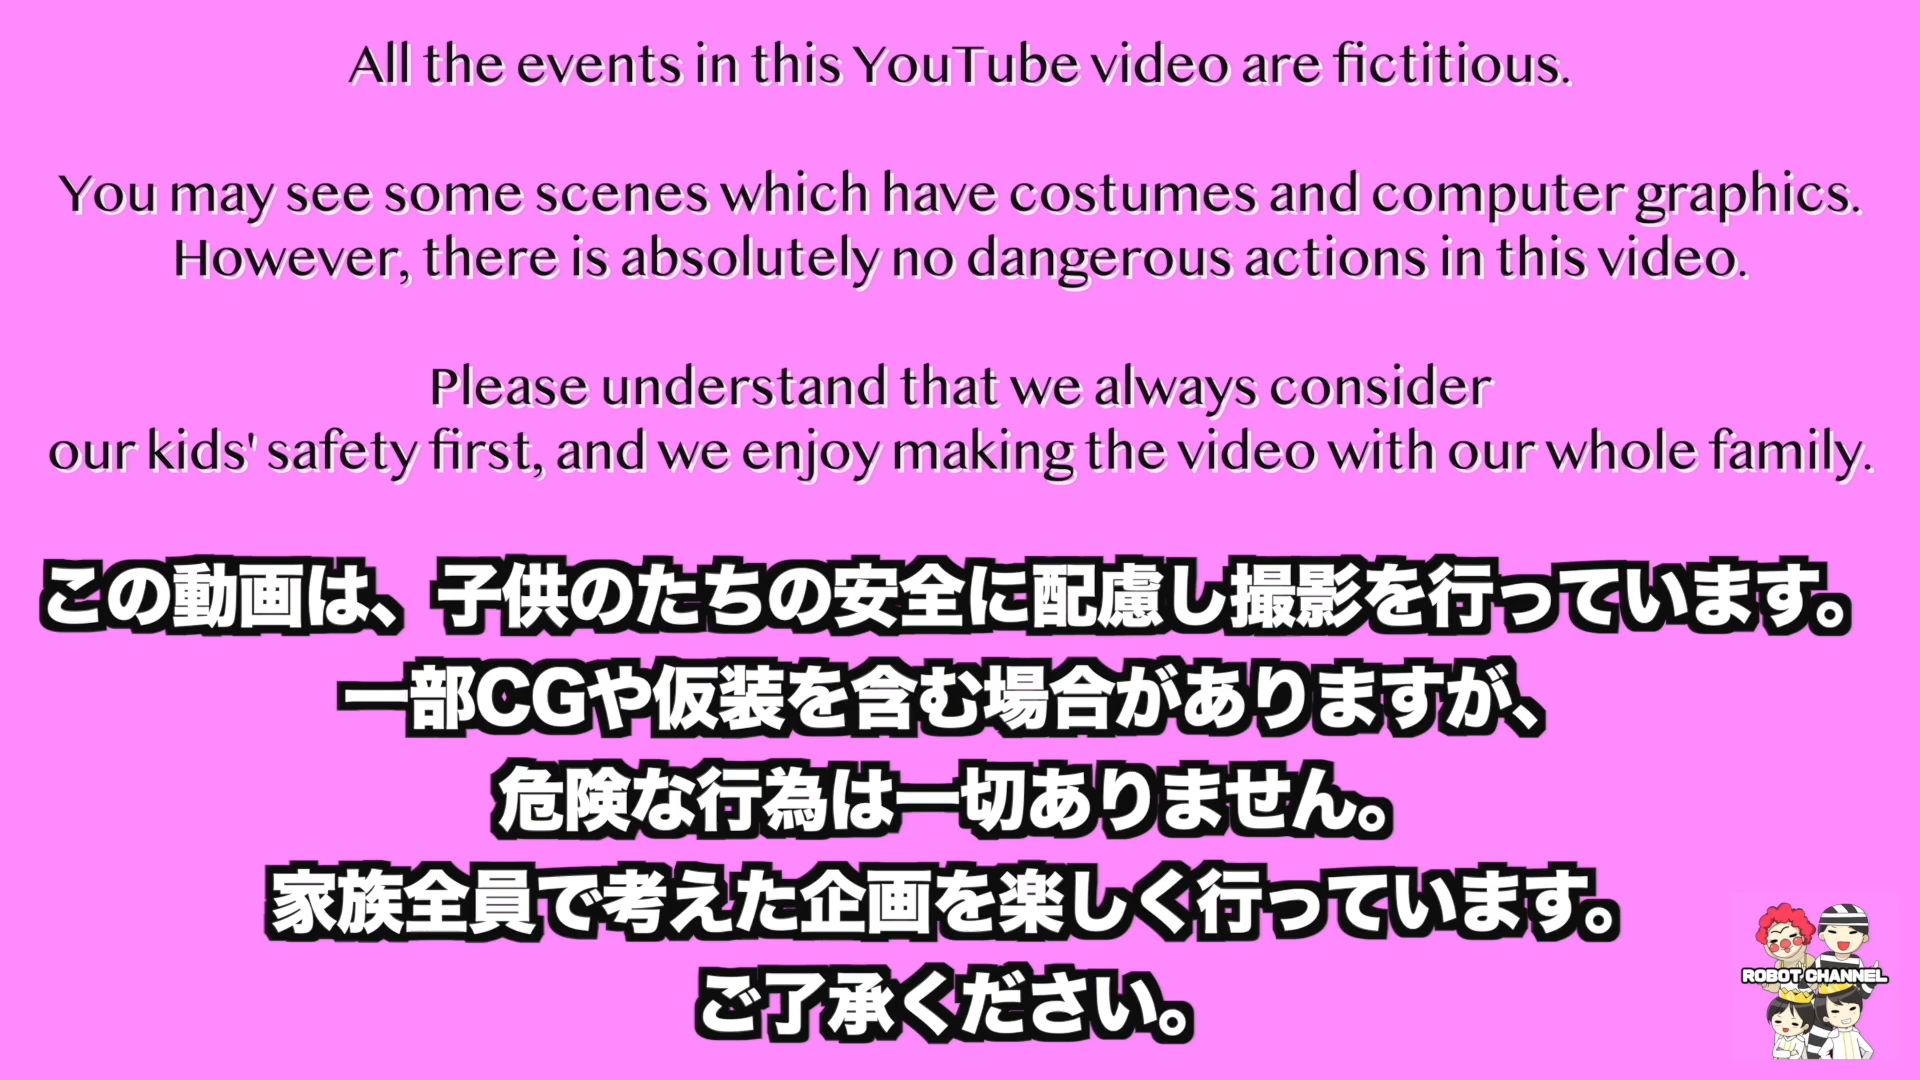 All the events in this YouTube video are fictitious.
You may see some scenes which have costumes and computer graphics.
However, there is absolutely no dangerous actions in this video.
Please understand that we always consider
our kids' safety first, and we enjoy making the video with our whole family.
この動画は、子供のたちの安全に配慮し撮影を行っています。
一部CGや仮装を含む場合がありますが、
危険な行為は一切ありません。
家族全員で考えた企画を楽しく行っています。
ご了承ください。
ROBOT CHANNEL